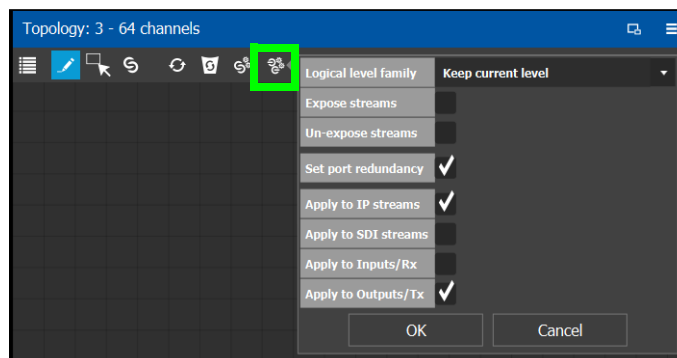 Topology: 3 - 64 channels
Logical level family Keep current level
Expose streams
Un-expose streams
Set port redundancy
Apply to IP streams
Apply to SDI streams
Apply to Inputs/Rx
Apply to Outputs/Tx
OK Cancel